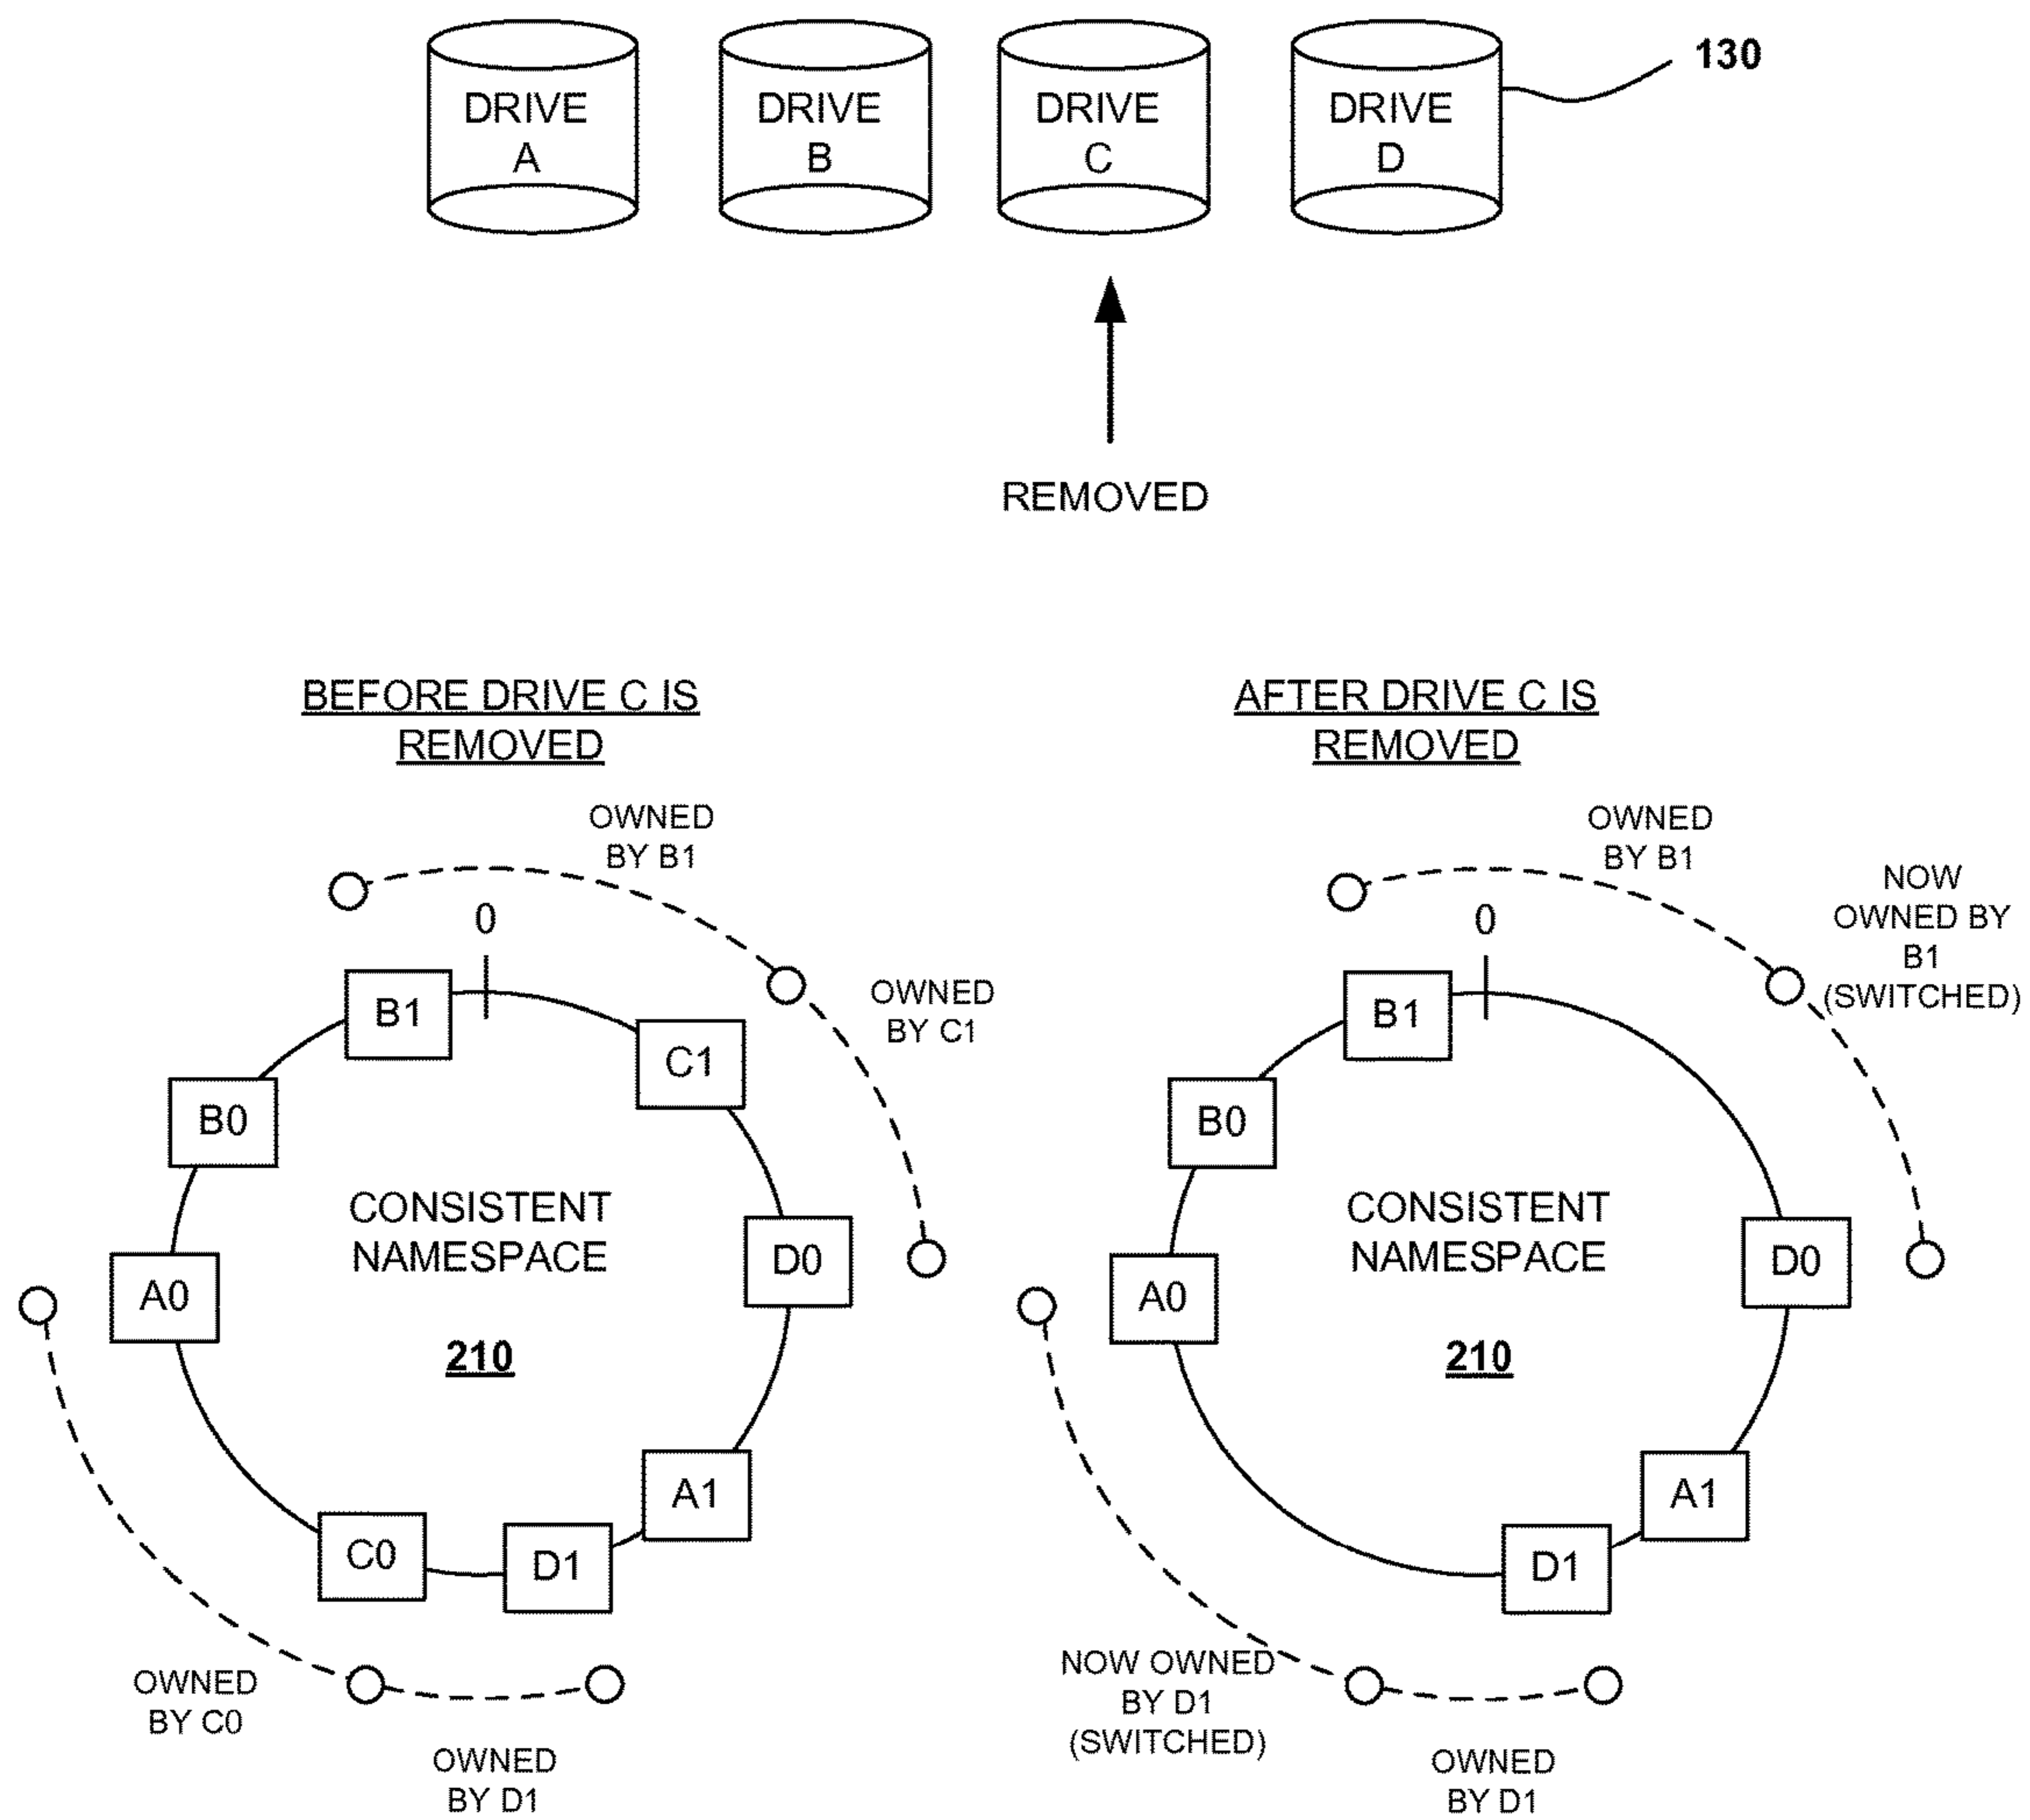 DRIVE
A
DRIVE
B
DRIVE
C
DRIVE
D
130
REMOVED
BEFORE DRIVE C IS
REMOVED
OWNED
BY B1
0
OWNED
BY C1
B1
C1
B0
D0
A0
CONSISTENT
NAMESPACE
210
A1
C0
D1
OWNED
BY C0
OWNED
BY D1
AFTER DRIVE C IS
REMOVED
OWNED
BY B1
0
NOW
OWNED BY
B1
(SWITCHED)
B1
B0
D0
A0
CONSISTENT
NAMESPACE
210
A1
D1
NOW OWNED
BY D1
(SWITCHED)
OWNED
BY D1